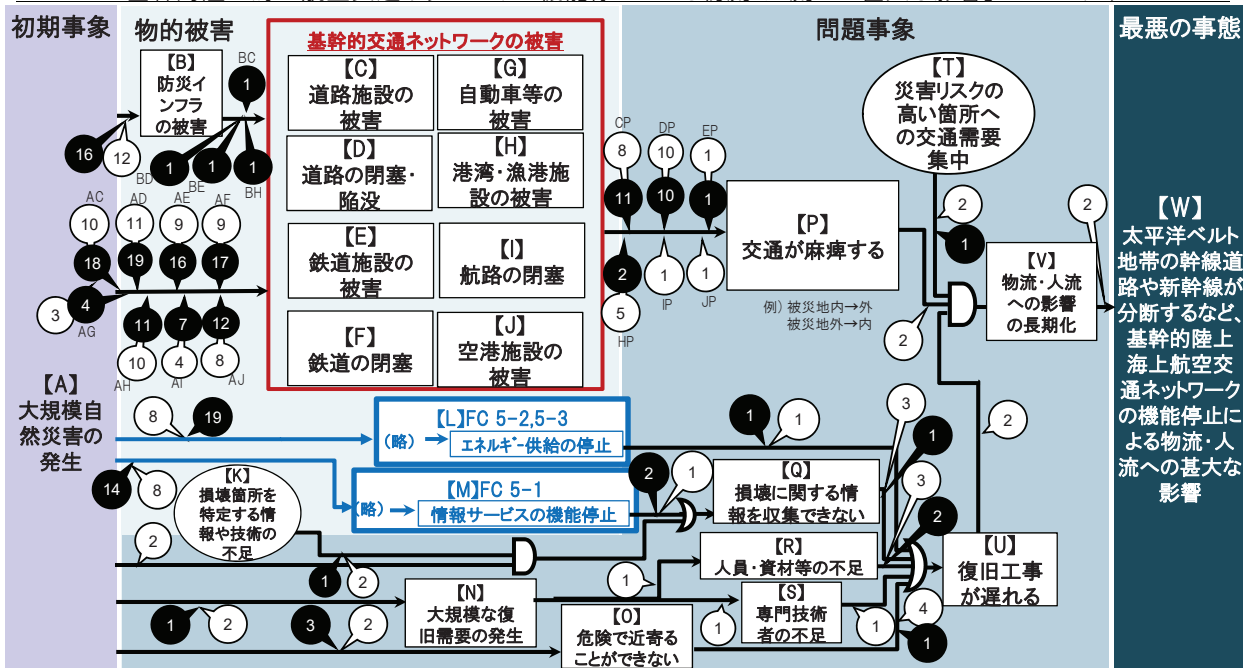 初期事象
物的被害
問題事象
最悪の事態
【B】
防災イ
ンフラ
の被害
BC
1
16
12
BD
1
BE
1
BH
1
基幹的交通ネットワークの被害
【C】
道路施設の
被害
【G】
自動車等の
被害
【D】
道路の閉塞・
陥没
【H】
港湾・漁港施
設の被害
【E】
鉄道施設の
被害
【I】
航路の閉塞
【F】
鉄道の閉塞
【J】
空港施設の
被害
AC
10
18
AD
11
19
AE
9
16
AF
9
17
3
4
AG
11
10
AH
7
4
AI
12
8
AJ
CP
8
11
DP
10
10
EP
1
1
2
5
HP
1
IP
1
JP
【P】
交通が麻痺する
例）被災地内→外
被災地外→内
【T】
災害リスクの
高い箇所へ
の交通需要
集中
2
1
2
【V】
物流・人流
への影響
の長期化
2
【W】
太平洋ベルト
地帯の幹線道
路や新幹線が
分断するなど、
基幹的陸上
海上航空交
通ネットワーク
の機能停止に
よる物流・人
流への甚大な
影響
【A】
大規模自
然災害の
発生
8
19
(略)
【L】FC 5-2,5-3
エネルギー供給の停止
1
1
14
8
(略)
【M】FC 5-1
情報サービスの機能停止
2
1
【K】
損壊箇所を
特定する情
報や技術の
不足
2
1
2
【Q】
損壊に関する情
報を収集できない
3
1
3
2
【R】
人員・資材等の不足
1
【N】
大規模な復
旧需要の発生
1
2
3
2
【O】
危険で近寄る
ことができない
【S】
専門技術
者の不足
1
1
4
1
【U】
復旧工事
が遅れる
2